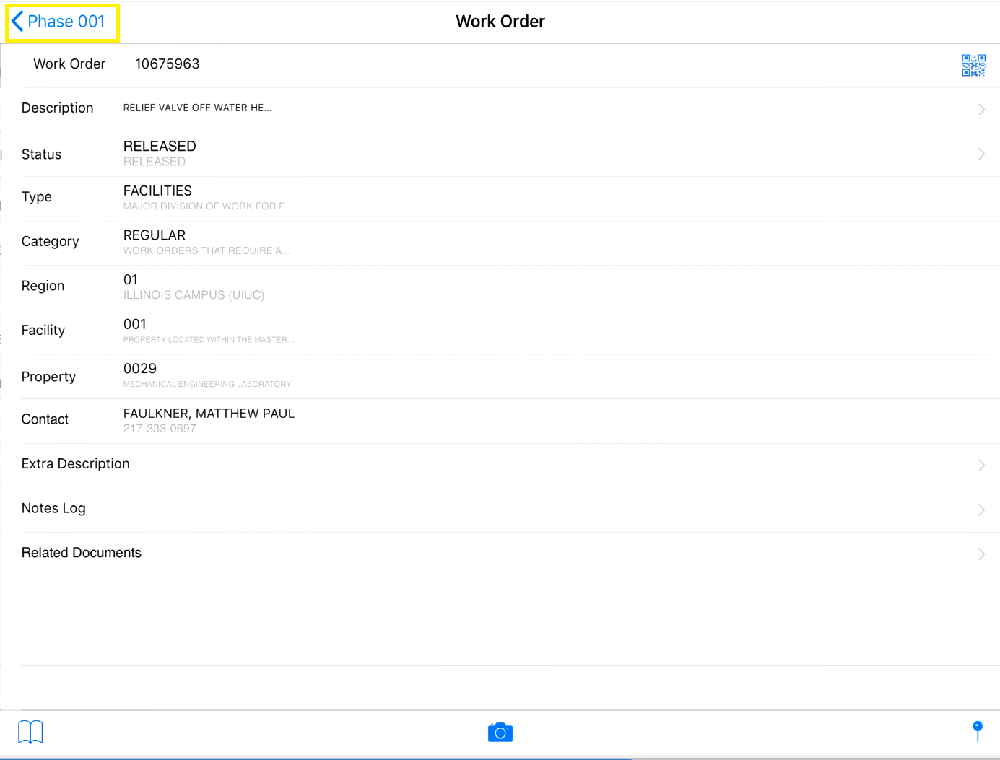 Phase 001
Work Order
Work Order 10675963
Description RELIEF VALVE OFF WATER HE...
Status RELEASED
RELEASED
Type FACILITIES
MAJOR DIVISION OF WORK FOR F...
Category REGULAR
WORK ORDERS THAT REQUIRE A...
Region 01
ILLINOIS CAMPUS (UIUC)
Facility 001
PROPERTY LOCATED WITHIN THE MASTER...
Property 0029
MECHANICAL ENGINEERING LABORATORY
Contact FAULKNER, MATTHEW PAUL
217-333-0697
Extra Description
Notes Log
Related Documents